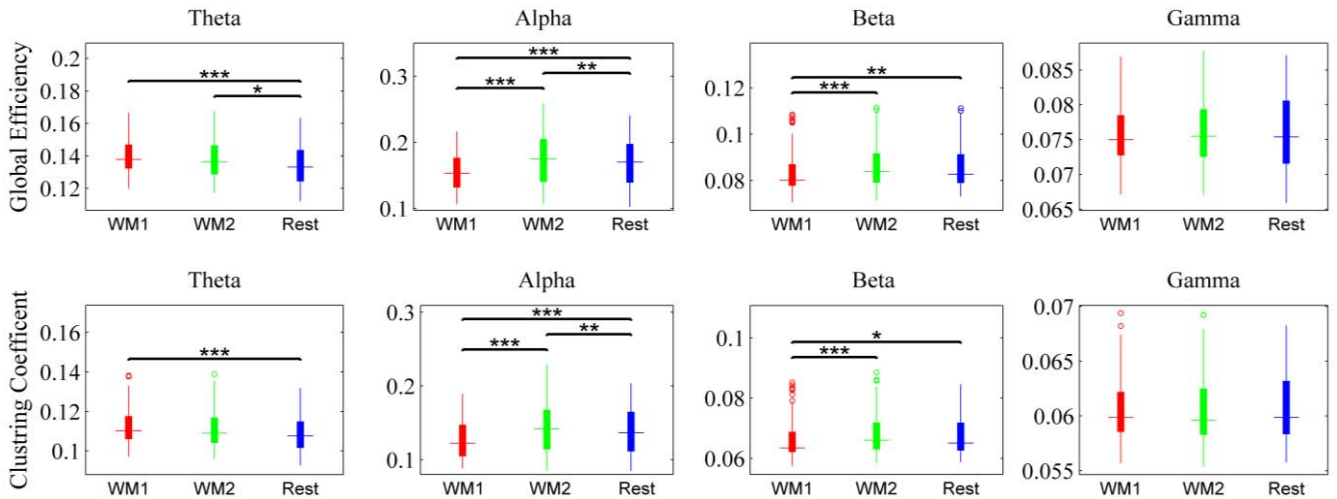 Theta
Alpha
Beta
Gamma
Global Efficiency
0.2
0.18
0.16
0.14
0.12
***
*
WM1 WM2 Rest
0.3
0.2
0.1
***
***
**
WM1 WM2 Rest
0.12
0.1
0.08
**
***
WM1 WM2 Rest
0.085
0.08
0.075
0.07
0.065
WM1 WM2 Rest
Theta
Alpha
Beta
Gamma
Clustring Coefficent
0.16
0.14
0.12
0.1
***
WM1 WM2 Rest
0.3
0.2
0.1
***
***
**
WM1 WM2 Rest
0.1
0.08
0.06
*
***
WM1 WM2 Rest
0.07
0.065
0.06
0.055
WM1 WM2 Rest